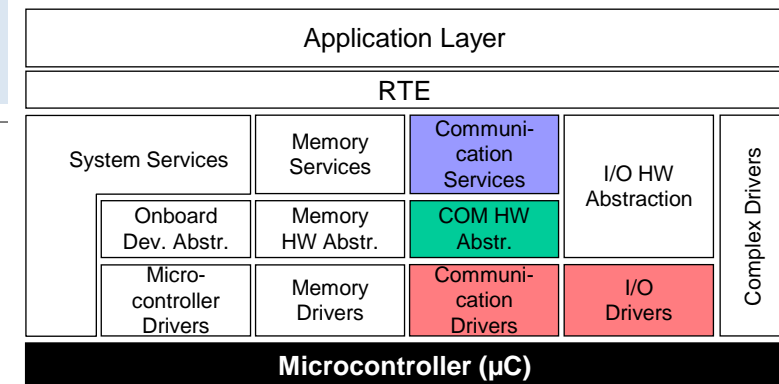 Application Layer
RTE
System Services
Memory
Services
Communi-
cation
Services
I/O HW
Abstraction
Complex Drivers
Onboard
Dev. Abstr.
Memory
HW Abstr.
COM HW
Abstr.
Micro-
controller
Drivers
Memory
Drivers
Communi-
cation
Drivers
I/O
Drivers
Microcontroller (µC)